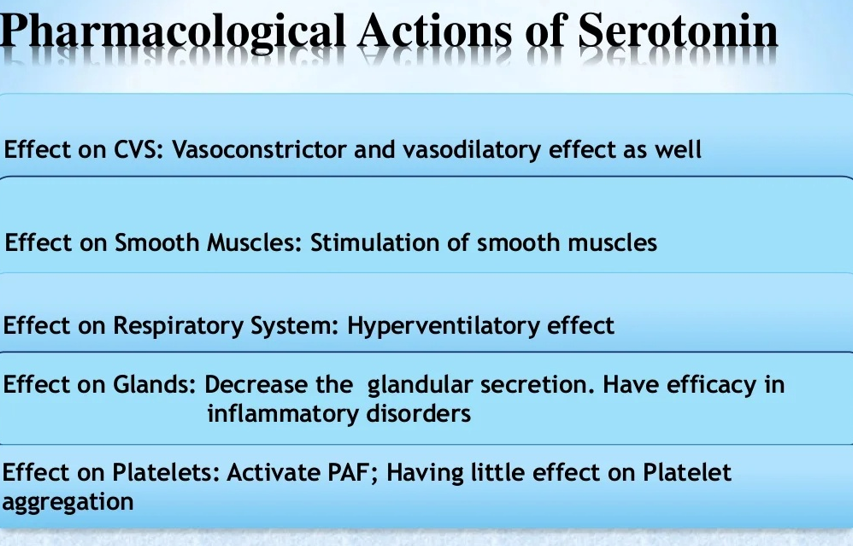 Pharmacological Actions of Serotonin
Effect on CVS: Vasoconstrictor and vasodilatory effect as well
Effect on Smooth Muscles: Stimulation of smooth muscles
Effect on Respiratory System: Hyperventilatory effect
Effect on Glands: Decrease the  glandular secretion. Have efficacy in
inflammatory disorders
Effect on Platelets: Activate PAF; Having little effect on Platelet
aggregation